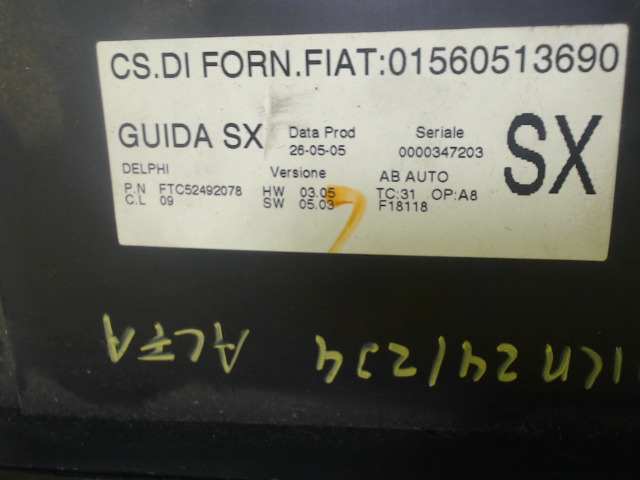 CS.DI FORN.FIAT:01560513690
GUIDA SX Data Prod Seriale SX
26-05-05 0000347203
DELPHI Versione AB AUTO
P.N FTC52492078 HW 03.05 TC:31 OP:A8
C.L 09 SW 05.03 F18118
ALFA